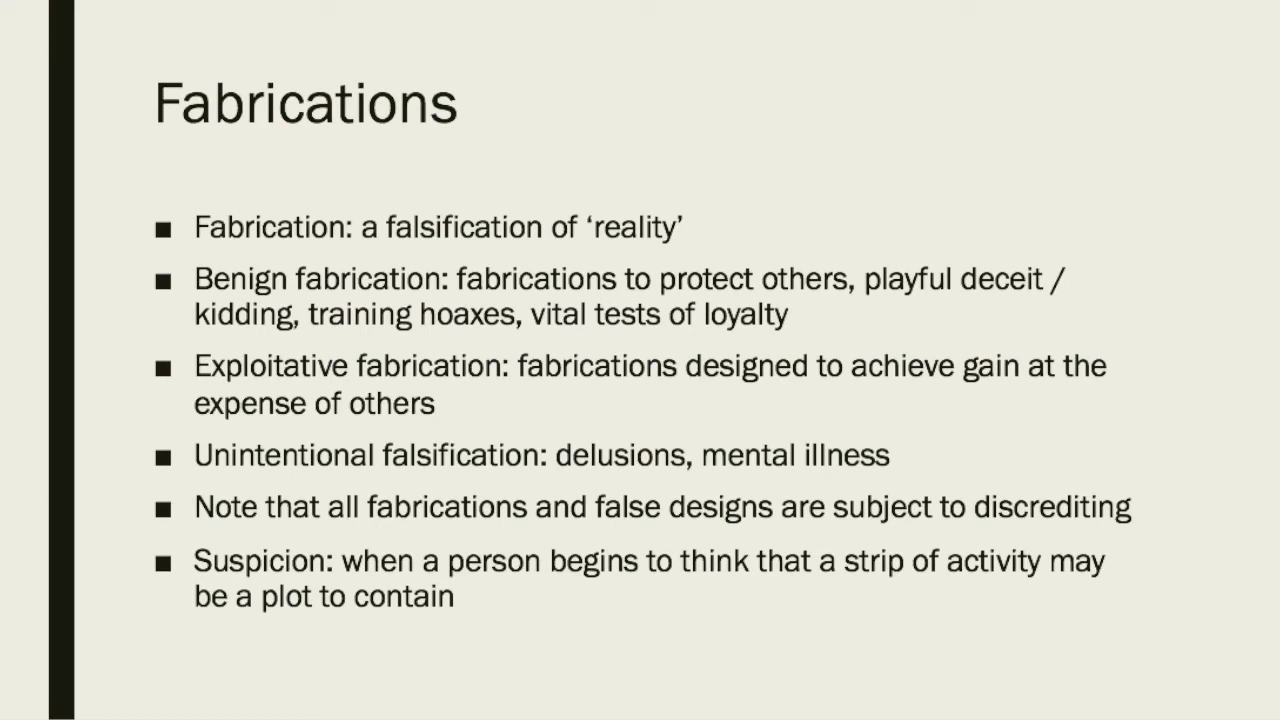 Fabrications
■ Fabrication: a falsification of ‘reality’
■ Benign fabrication: fabrications to protect others, playful deceit /
kidding, training hoaxes, vital tests of loyalty
■ Exploitative fabrication: fabrications designed to achieve gain at the
expense of others
■ Unintentional falsification: delusions, mental illness
■ Note that all fabrications and false designs are subject to discrediting
■ Suspicion: when a person begins to think that a strip of activity may
be a plot to contain